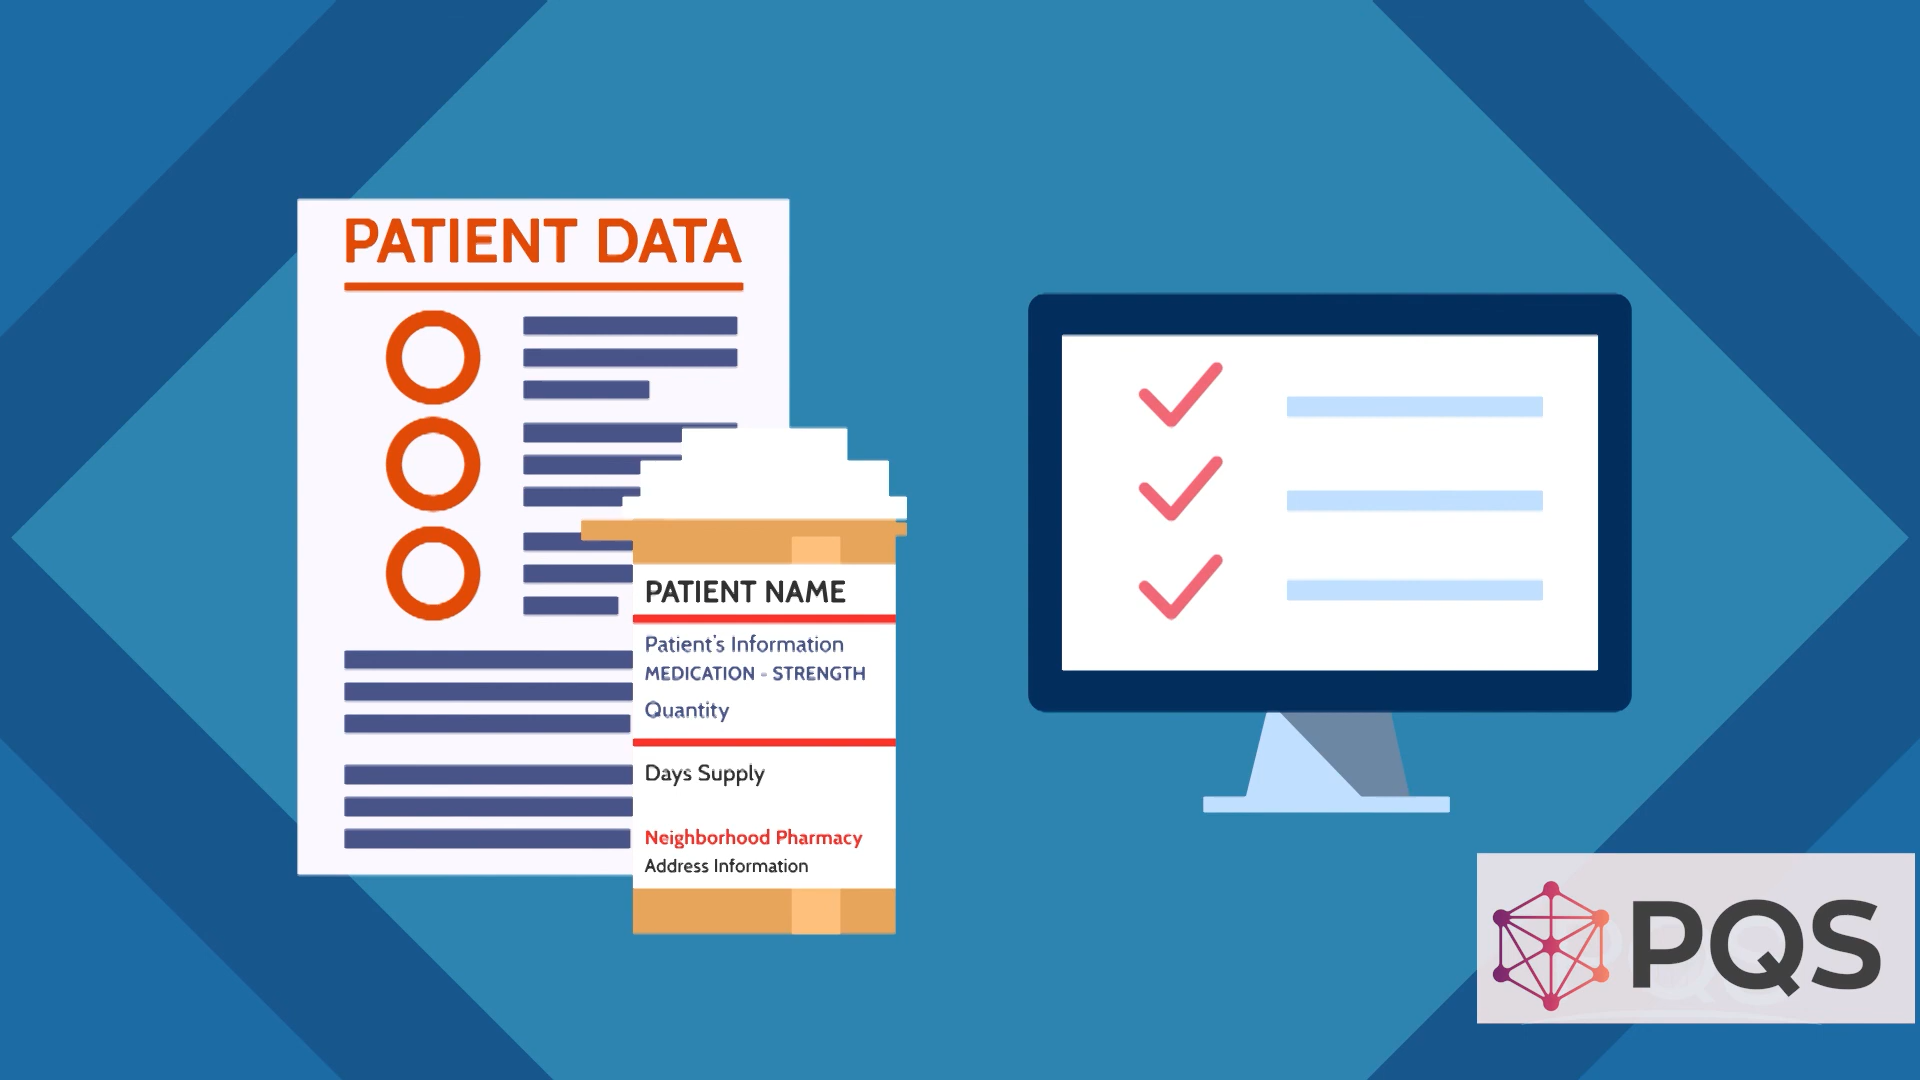 PATIENT DATA
PATIENT NAME
Patient's Information
MEDICATION - STRENGTH
Quantity
Days Supply
Neighborhood Pharmacy
Address Information
PQS